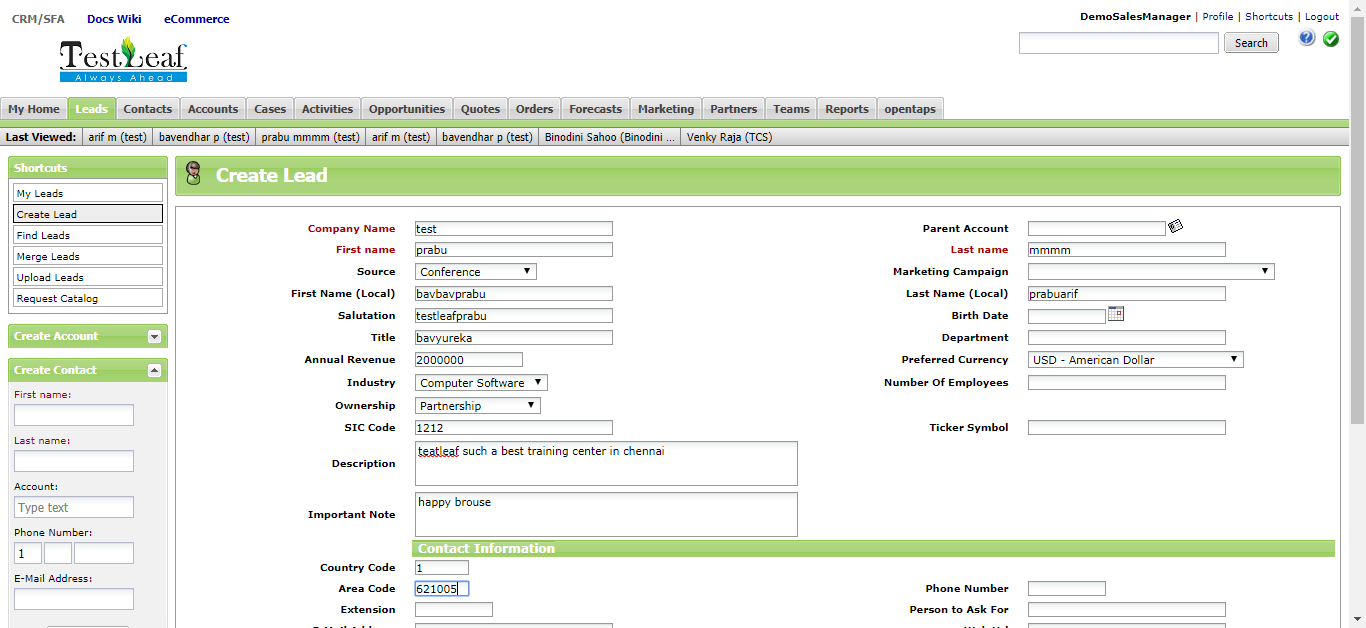 CRM/SFA Docs Wiki eCommerce
DemoSalesManager | Profile | Shortcuts | Logout
TestLeaf
Always Ahead
Search
?
My Home Leads Contacts Accounts Cases Activities Opportunities Quotes Orders Forecasts Marketing Partners Teams Reports opentaps
Last Viewed: arif m (test) bavendhar p (test) prabu mmmm (test) arif m (test) bavendhar p (test) Binodini Sahoo (Binodini ... Venky Raja (TCS)
Shortcuts
My Leads
Create Lead
Find Leads
Merge Leads
Upload Leads
Request Catalog
Create Account
Create Contact
First name:
Last name:
Account:
Type text
Phone Number:
1
E-Mail Address:
Create Lead
Company Name test Parent Account
First name prabu Last name mmmm
Source Conference Marketing Campaign
First Name (Local) bavbavprabu Last Name (Local) prabuarif
Salutation testleafprabu Birth Date
Title bavyureka Department
Annual Revenue 2000000 Preferred Currency USD - American Dollar
Industry Computer Software Number Of Employees
Ownership Partnership
SIC Code 1212 Ticker Symbol
Description teatleaf such a best training center in chennai
Important Note happy brouse
Contact Information
Country Code 1
Area Code 621005 Phone Number
Extension Person to Ask For